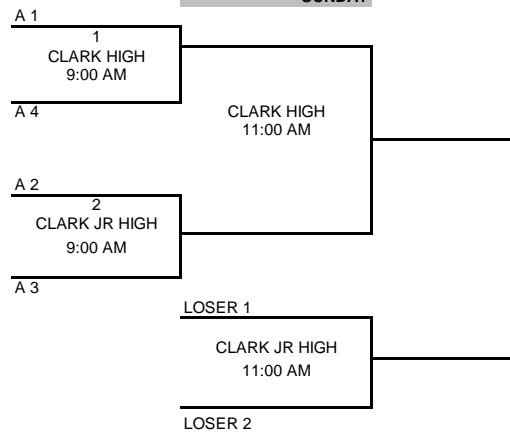 SUNDAY
A 1
1
CLARK HIGH
9:00 AM
A 4
CLARK HIGH
11:00 AM
A 2
2
CLARK JR HIGH
9:00 AM
A 3
LOSER 1
CLARK JR HIGH
11:00 AM
LOSER 2